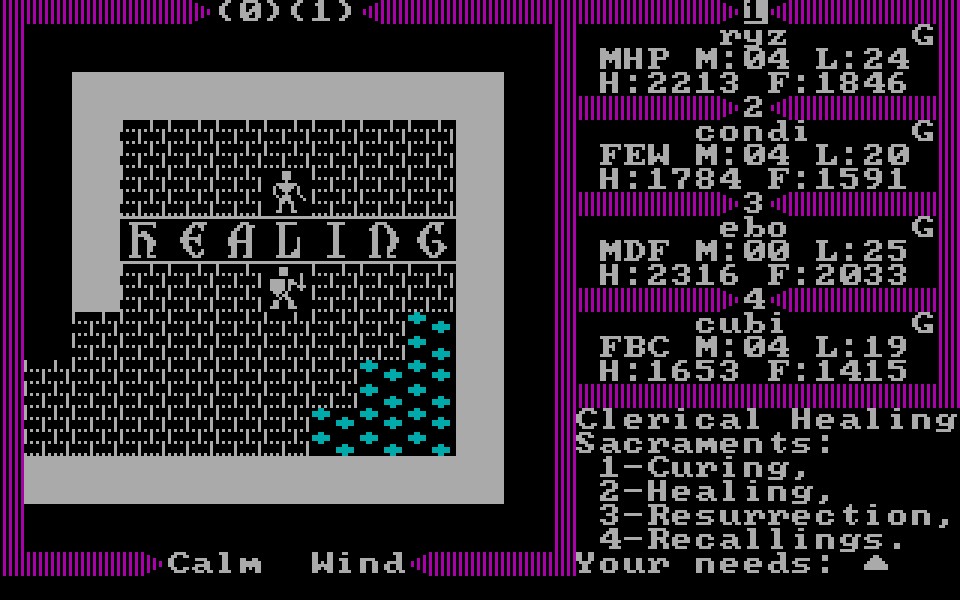 (0)(1)
HEALING
Calm Wind
1
ryz G
MHP M:04 L:24
H:2213 F:1846
2
condi G
FEW M:04 L:20
H:1784 F:1591
3
ebo G
MDF M:00 L:25
H:2316 F:2033
4
cubi G
FBC M:04 L:19
H:1653 F:1415
Clerical Healing
Sacraments:
1-Curing,
2-Healing,
3-Resurrection,
4-Recallings.
Your needs: